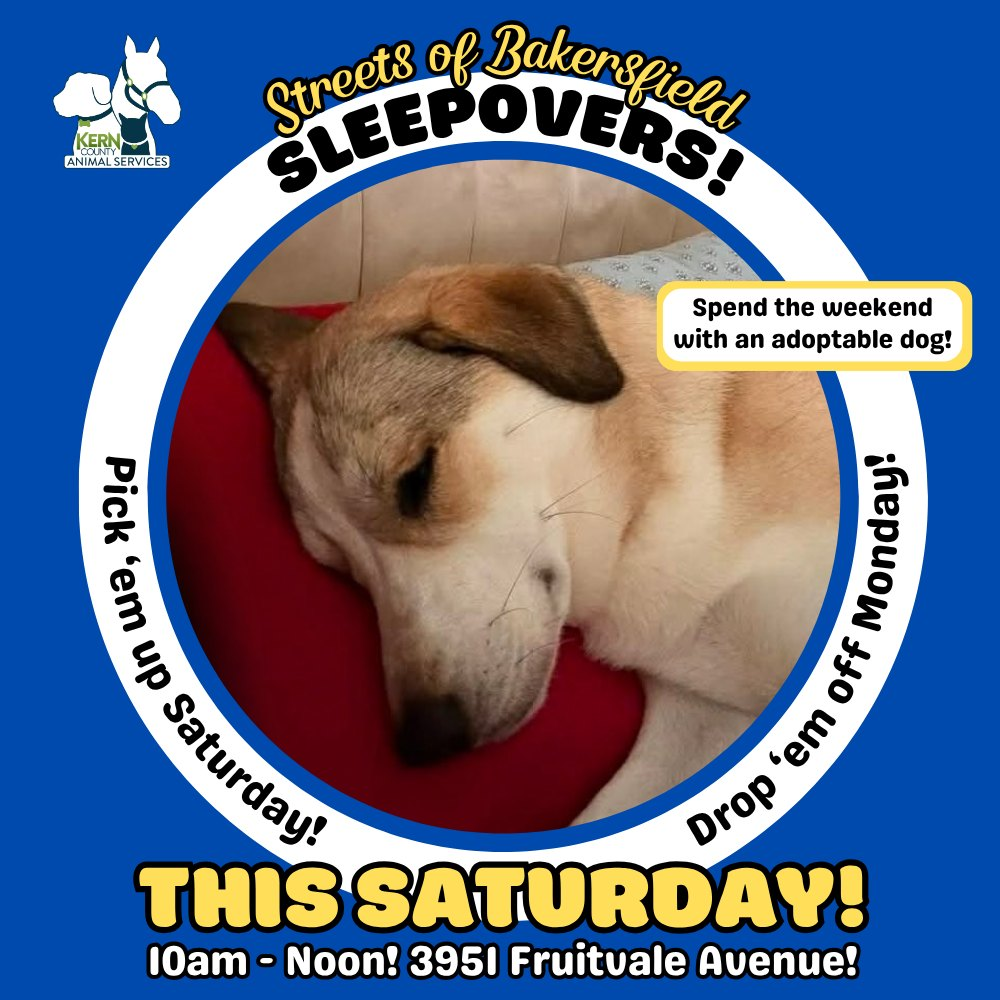 KERN
COUNTY
ANIMAL SERVICES
Streets of Bakersfield
SLEEPOVERS!
Spend the weekend
with an adoptable dog!
Pick ‘em up Saturday!
Drop ‘em off Monday!
THIS SATURDAY!
10am - Noon! 3951 Fruitvale Avenue!